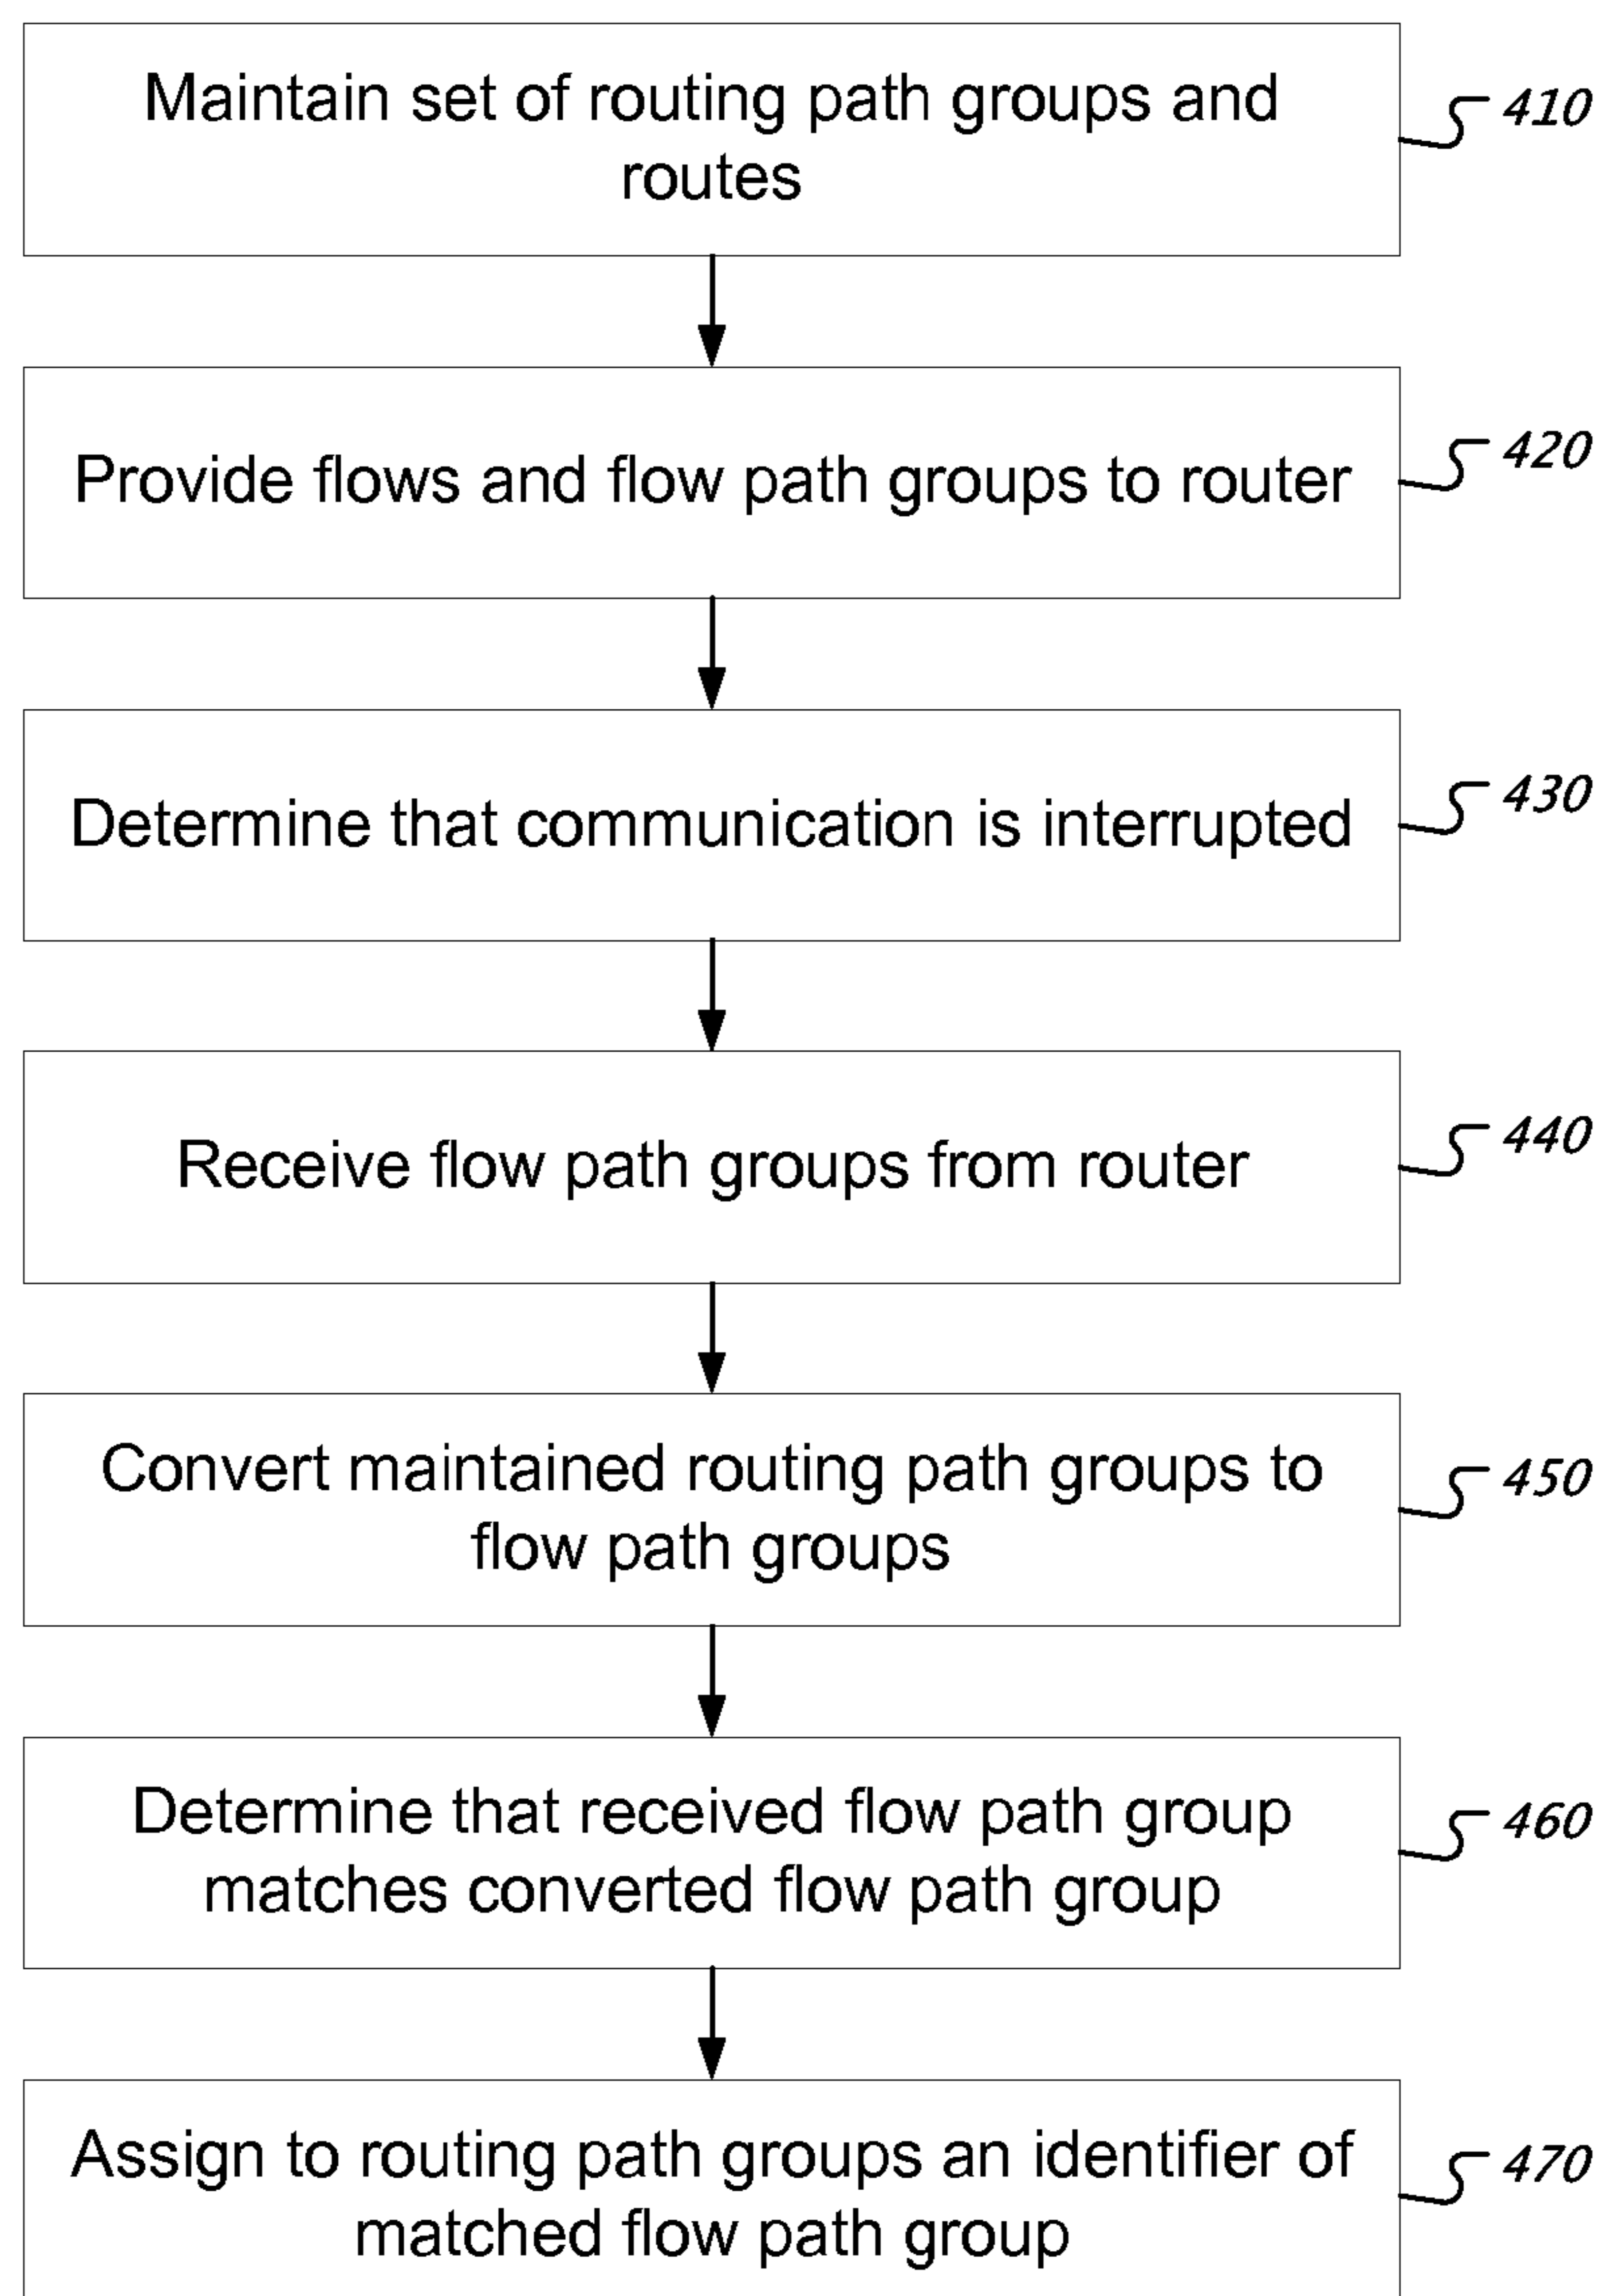 Maintain set of routing path groups and
routes
410
Provide flows and flow path groups to router
420
Determine that communication is interrupted
430
Receive flow path groups from router
440
Convert maintained routing path groups to
flow path groups
450
Determine that received flow path group
matches converted flow path group
460
Assign to routing path groups an identifier of
matched flow path group
470